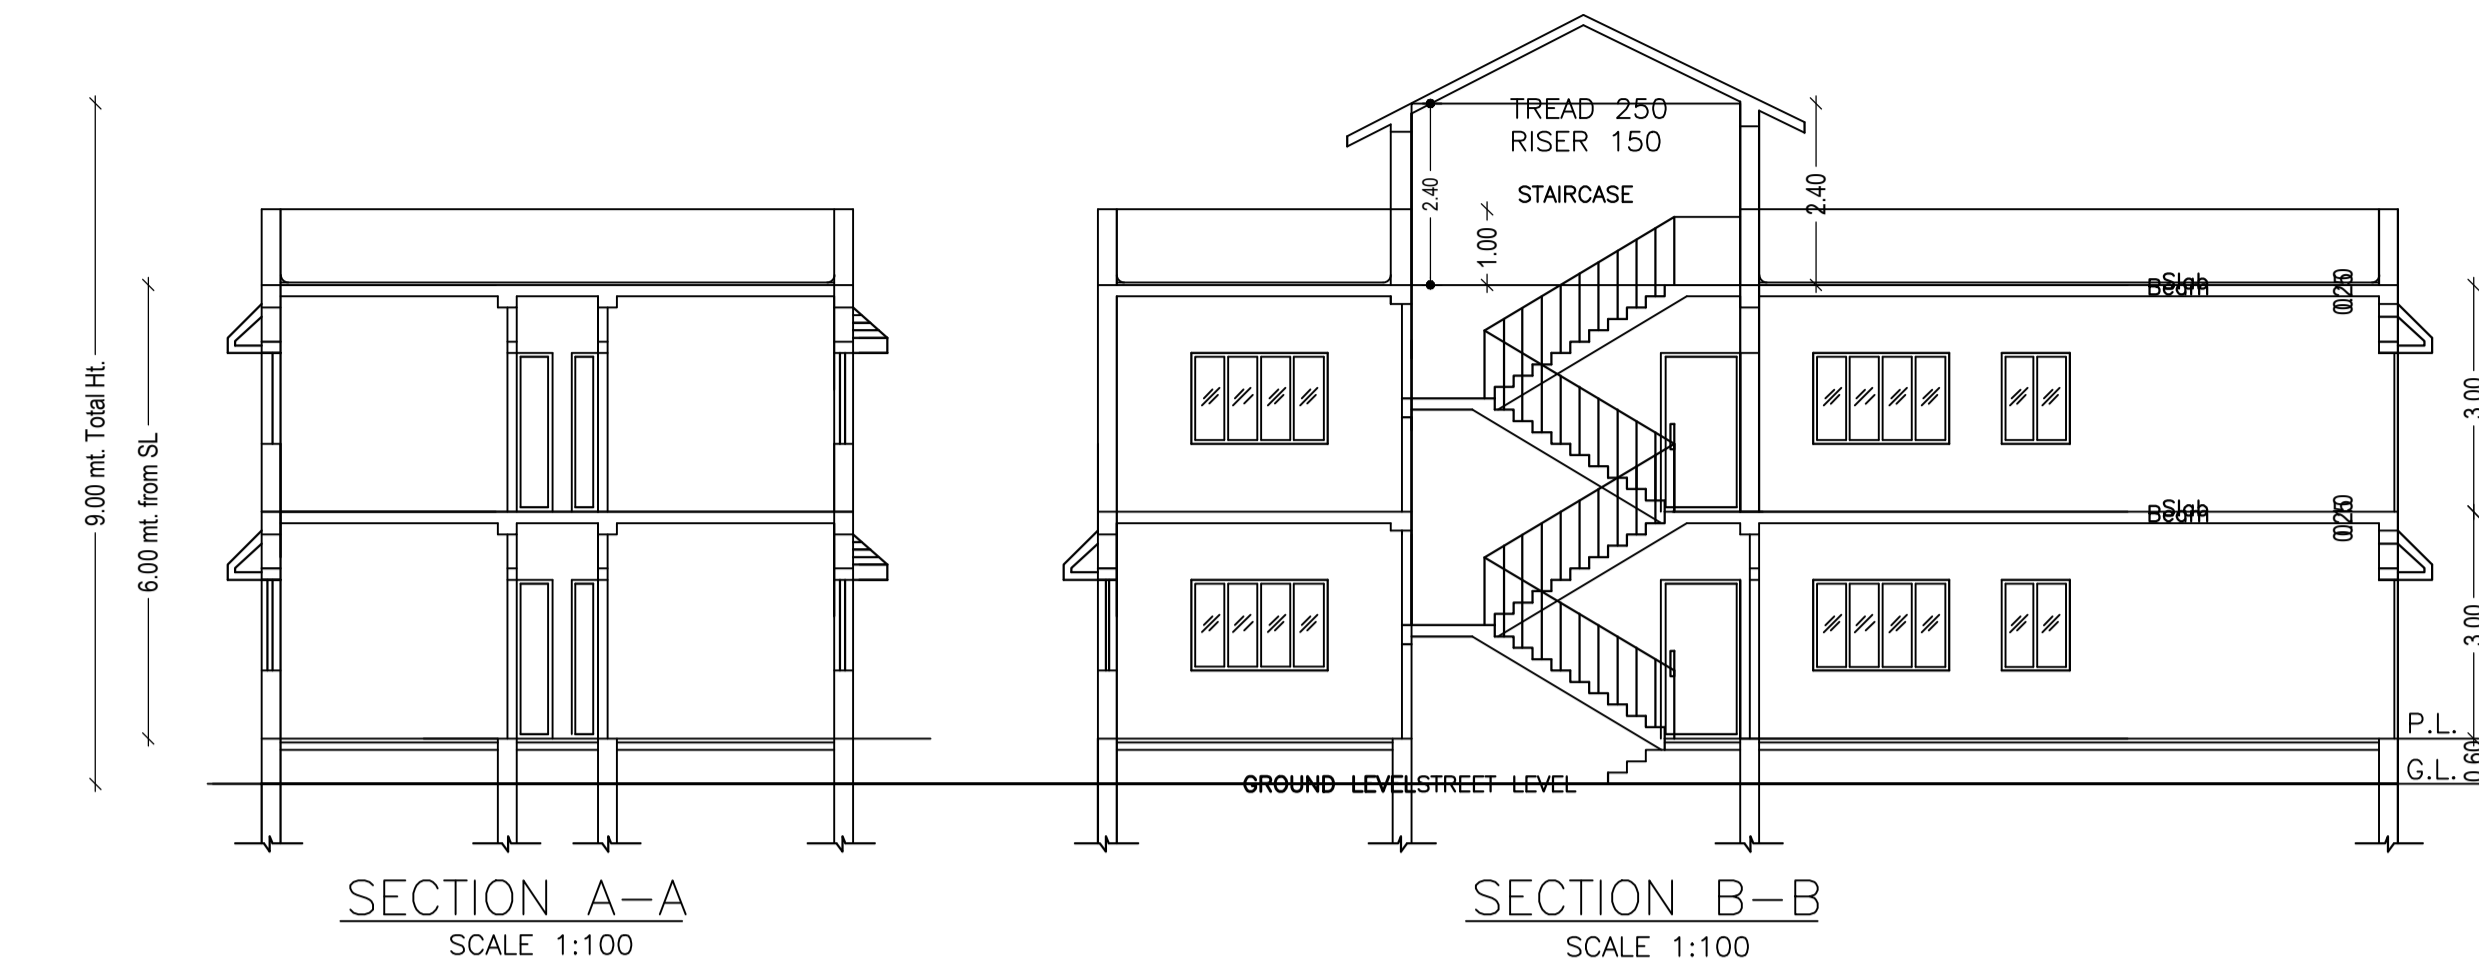 9.00 mt. Total Ht.
6.00 mt. from SL
TREAD 250
RISER 150
STAIRCASE
2.40
1.00
2.40
Slab
Beam
3.00
Slab
Beam
3.00
P.L.
0.60
G.L.
GROUND LEVEL STREET LEVEL
SECTION A-A
SCALE 1:100
SECTION B-B
SCALE 1:100